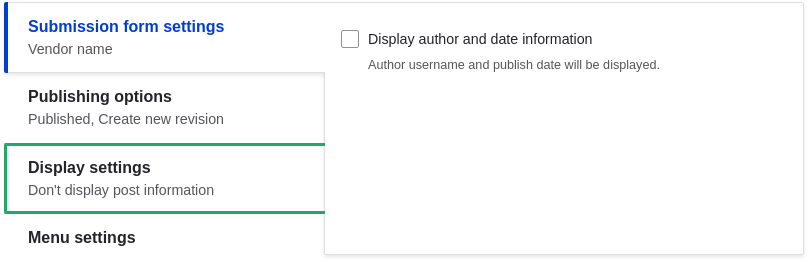 Submission form settings
Vendor name
Publishing options
Published, Create new revision
Display settings
Don't display post information
Menu settings
Display author and date information
Author username and publish date will be displayed.